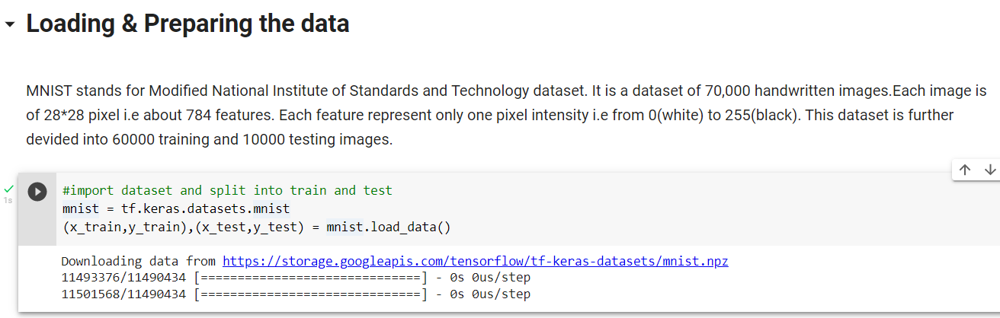 Loading & Preparing the data
MNIST stands for Modified National Institute of Standards and Technology dataset. It is a dataset of 70,000 handwritten images.Each image is
of 28*28 pixel i.e about 784 features. Each feature represent only one pixel intensity i.e from 0(white) to 255(black). This dataset is further
devided into 60000 training and 10000 testing images.
#import dataset and split into train and test
1s
mnist = tf.keras.datasets.mnist
(x_train,y_train),(x_test,y_test) = mnist.load_data()
Downloading data from https://storage.googleapis.com/tensorflow/tf-keras-datasets/mnist.npz
11493376/11490434 [==============================] - 0s 0us/step
11501568/11490434 [==============================] - 0s 0us/step